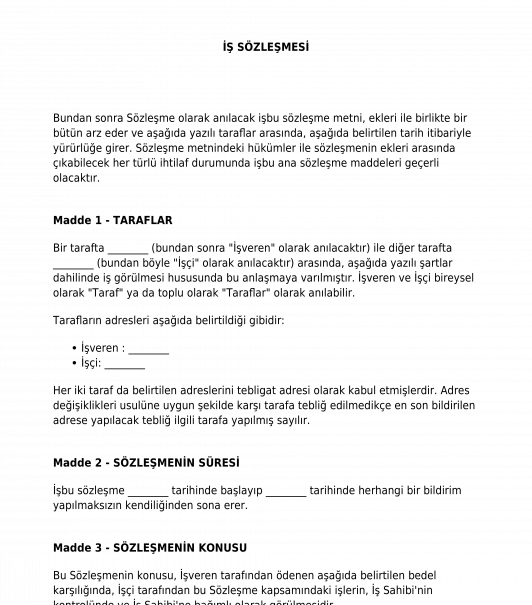 İŞ SÖZLEŞMESİ
Bundan sonra Sözleşme olarak anılacak işbu sözleşme metni, ekleri ile birlikte bir
bütün arz eder ve aşağıda yazılı taraflar arasında, aşağıda belirtilen tarih itibariyle
yürürlüğe girer. Sözleşme metnindeki hükümler ile sözleşmenin ekleri arasında
çıkabilecek her türlü ihtilaf durumunda işbu ana sözleşme maddeleri geçerli
olacaktır.
Madde 1 - TARAFLAR
Bir tarafta ________ (bundan sonra "İşveren" olarak anılacaktır) ile diğer tarafta
________ (bundan böyle "İşçi" olarak anılacaktır) arasında, aşağıda yazılı şartlar
dahilinde iş görülmesi hususunda bu anlaşmaya varılmıştır. İşveren ve İşçi bireysel
olarak "Taraf" ya da toplu olarak "Taraflar" olarak anılabilir.
Tarafların adresleri aşağıda belirtildiği gibidir:
• İşveren : ________
• İşçi: ________
Her iki taraf da belirtilen adreslerini tebligat adresi olarak kabul etmişlerdir. Adres
değişiklikleri usulüne uygun şekilde karşı tarafa tebliğ edilmedikçe en son bildirilen
adrese yapılacak tebliğ ilgili tarafa yapılmış sayılır.
Madde 2 - SÖZLEŞMENİN SÜRESİ
İşbu sözleşme ________ tarihinde başlayıp ________ tarihinde herhangi bir bildirim
yapılmaksızın kendiliğinden sona erer.
Madde 3 - SÖZLEŞMENİN KONUSU
Bu Sözleşmenin konusu, İşveren tarafından ödenen aşağıda belirtilen bedel
karşılığında, İşçi tarafından bu Sözleşme kapsamındaki işlerin, İş Sahibi'nin
kontrolünde ve İş Sahibi'ne bağımlı olarak görülmesidir.